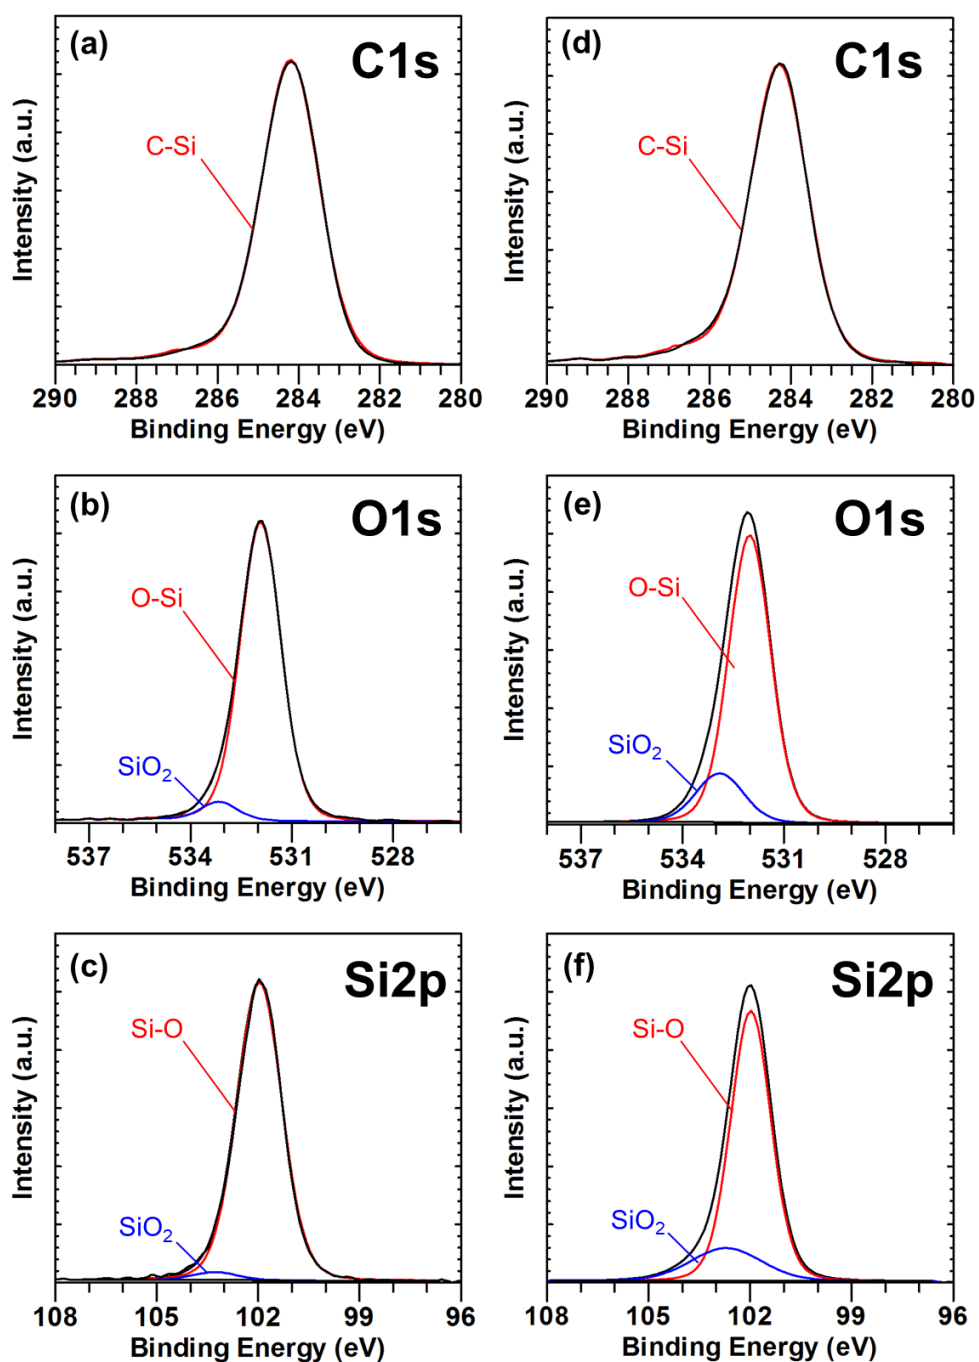 (a) C1s
C-Si
Intensity (a.u.)
290 288 286 284 282 280
Binding Energy (eV)
(d) C1s
C-Si
Intensity (a.u.)
290 288 286 284 282 280
Binding Energy (eV)
(b) O1s
O-Si
SiO2
Intensity (a.u.)
537 534 531 528
Binding Energy (eV)
(e) O1s
O-Si
SiO2
Intensity (a.u.)
537 534 531 528
Binding Energy (eV)
(c) Si2p
Si-O
SiO2
Intensity (a.u.)
108 105 102 99 96
Binding Energy (eV)
(f) Si2p
Si-O
SiO2
Intensity (a.u.)
108 105 102 99 96
Binding Energy (eV)